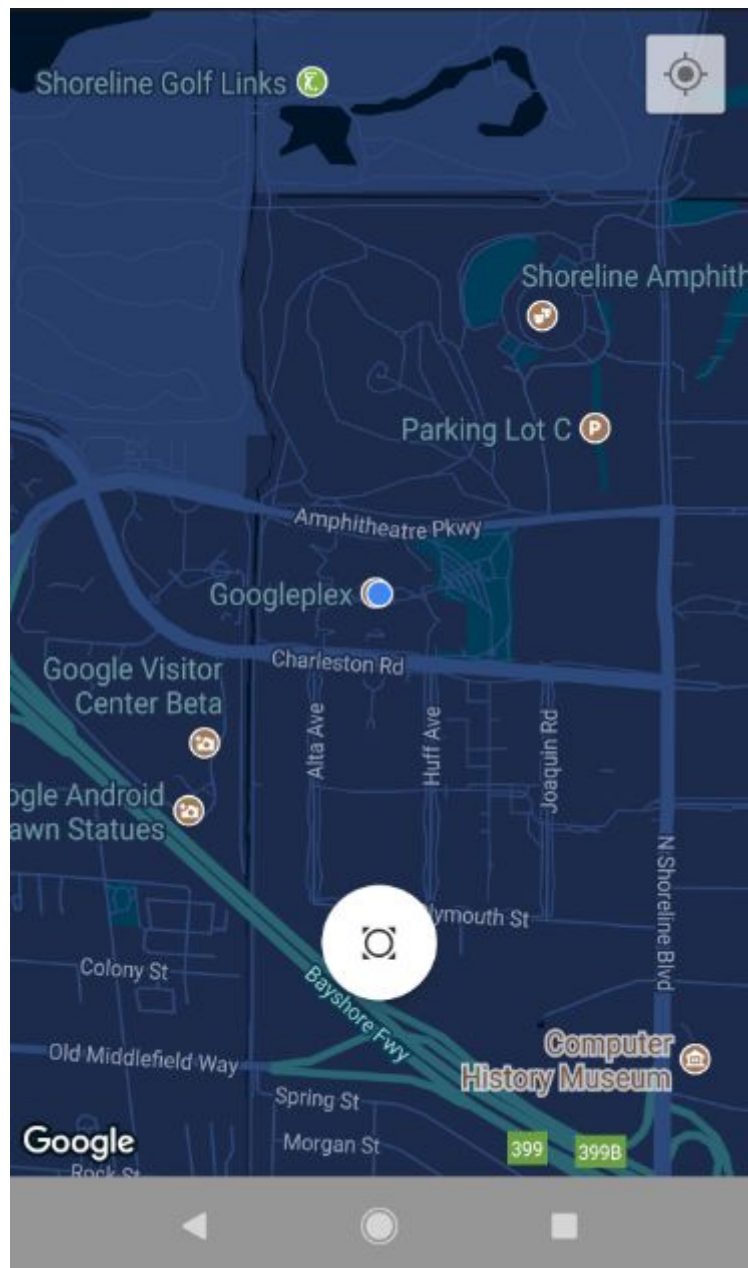 Shoreline Golf Links
Shoreline Amphith
Parking Lot C
P
Amphitheatre Pkwy
Googleplex
Charleston Rd
Google Visitor
Center Beta
Alta Ave
Huff Ave
Joaquin Rd
ogle Android
awn Statues
N Shoreline Blvd
lymouth St
Colony St
Bayshore Fwy
Old Middlefield Way
Computer
History Museum
Spring St
Google
Morgan St
399
399B
Rock St